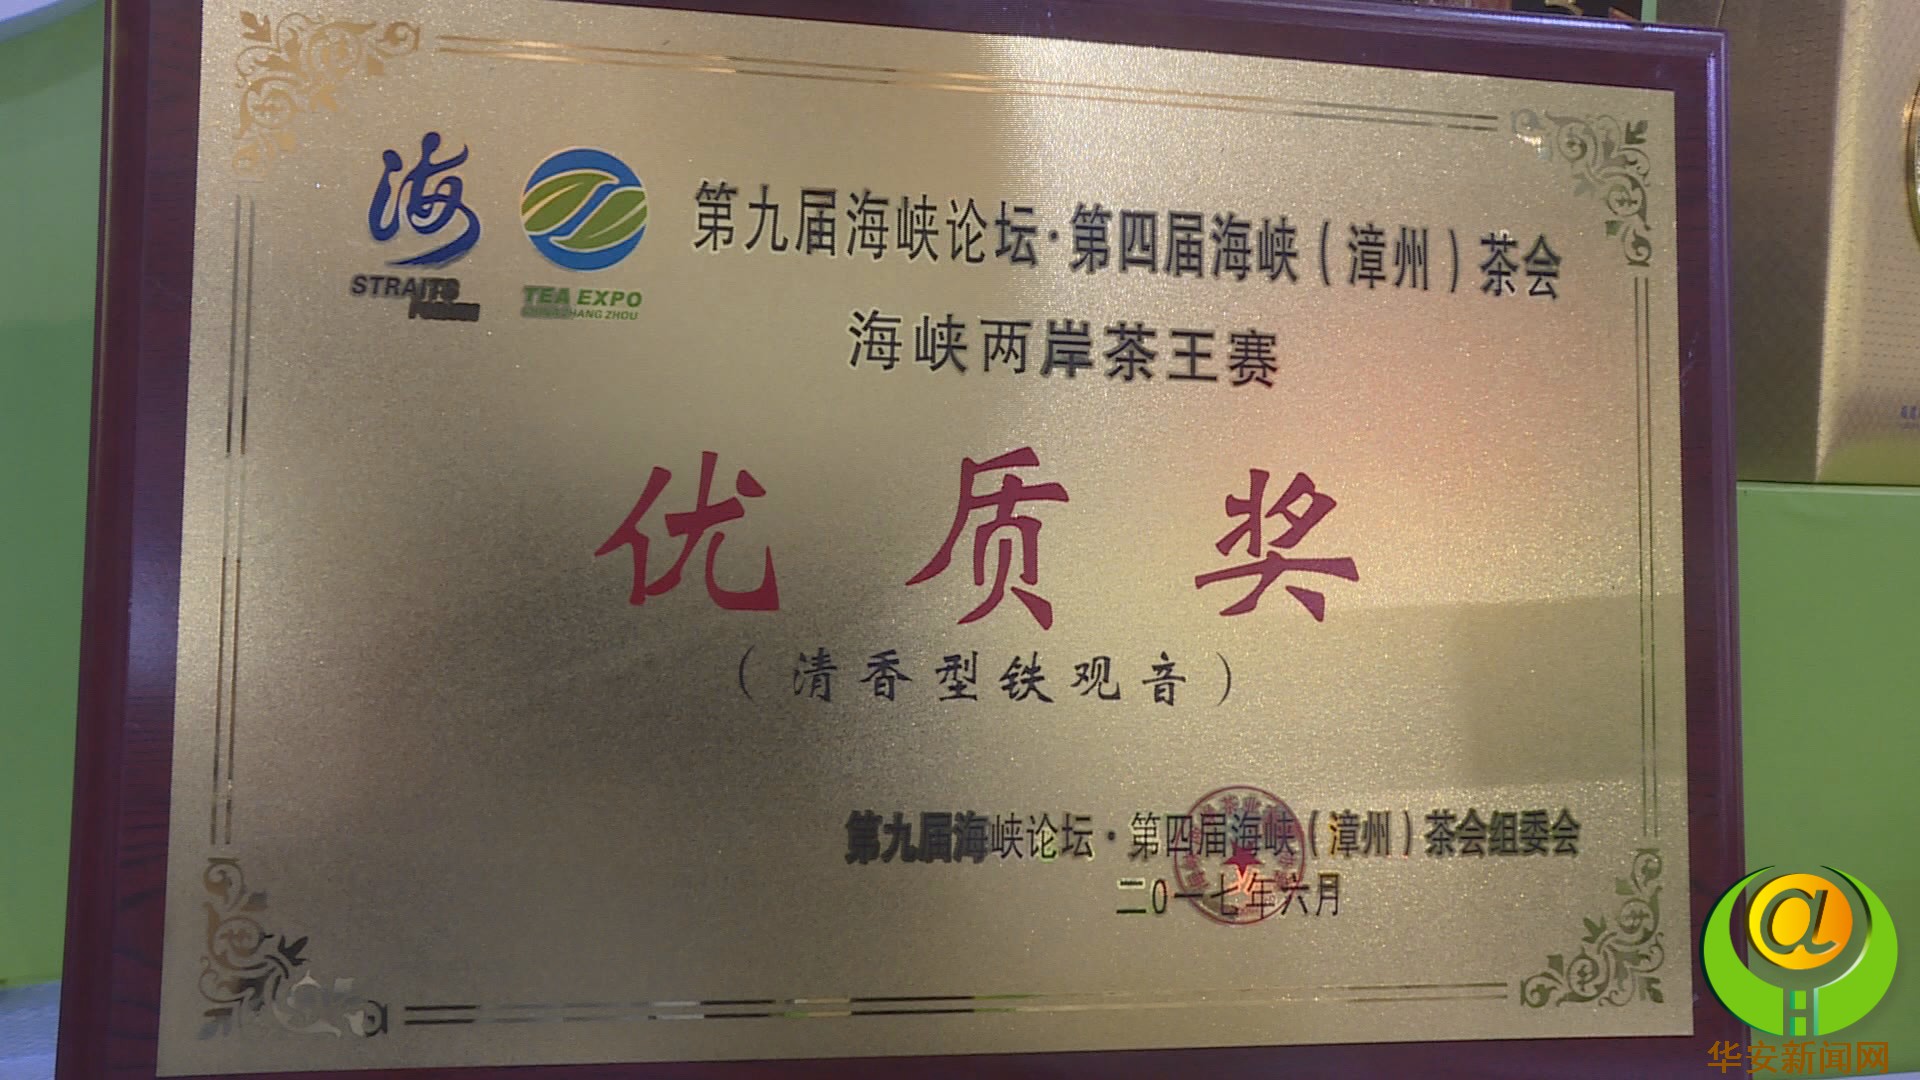 海
STRAITS
TEA EXPO
第九届海峡论坛·第四届海峡（漳州）茶会
海峡两岸茶王赛
优质奖
（清香型铁观音）
第九届海峡论坛·第四届海峡（漳州）茶会组委会
二〇一七年六月
@
华安新闻网